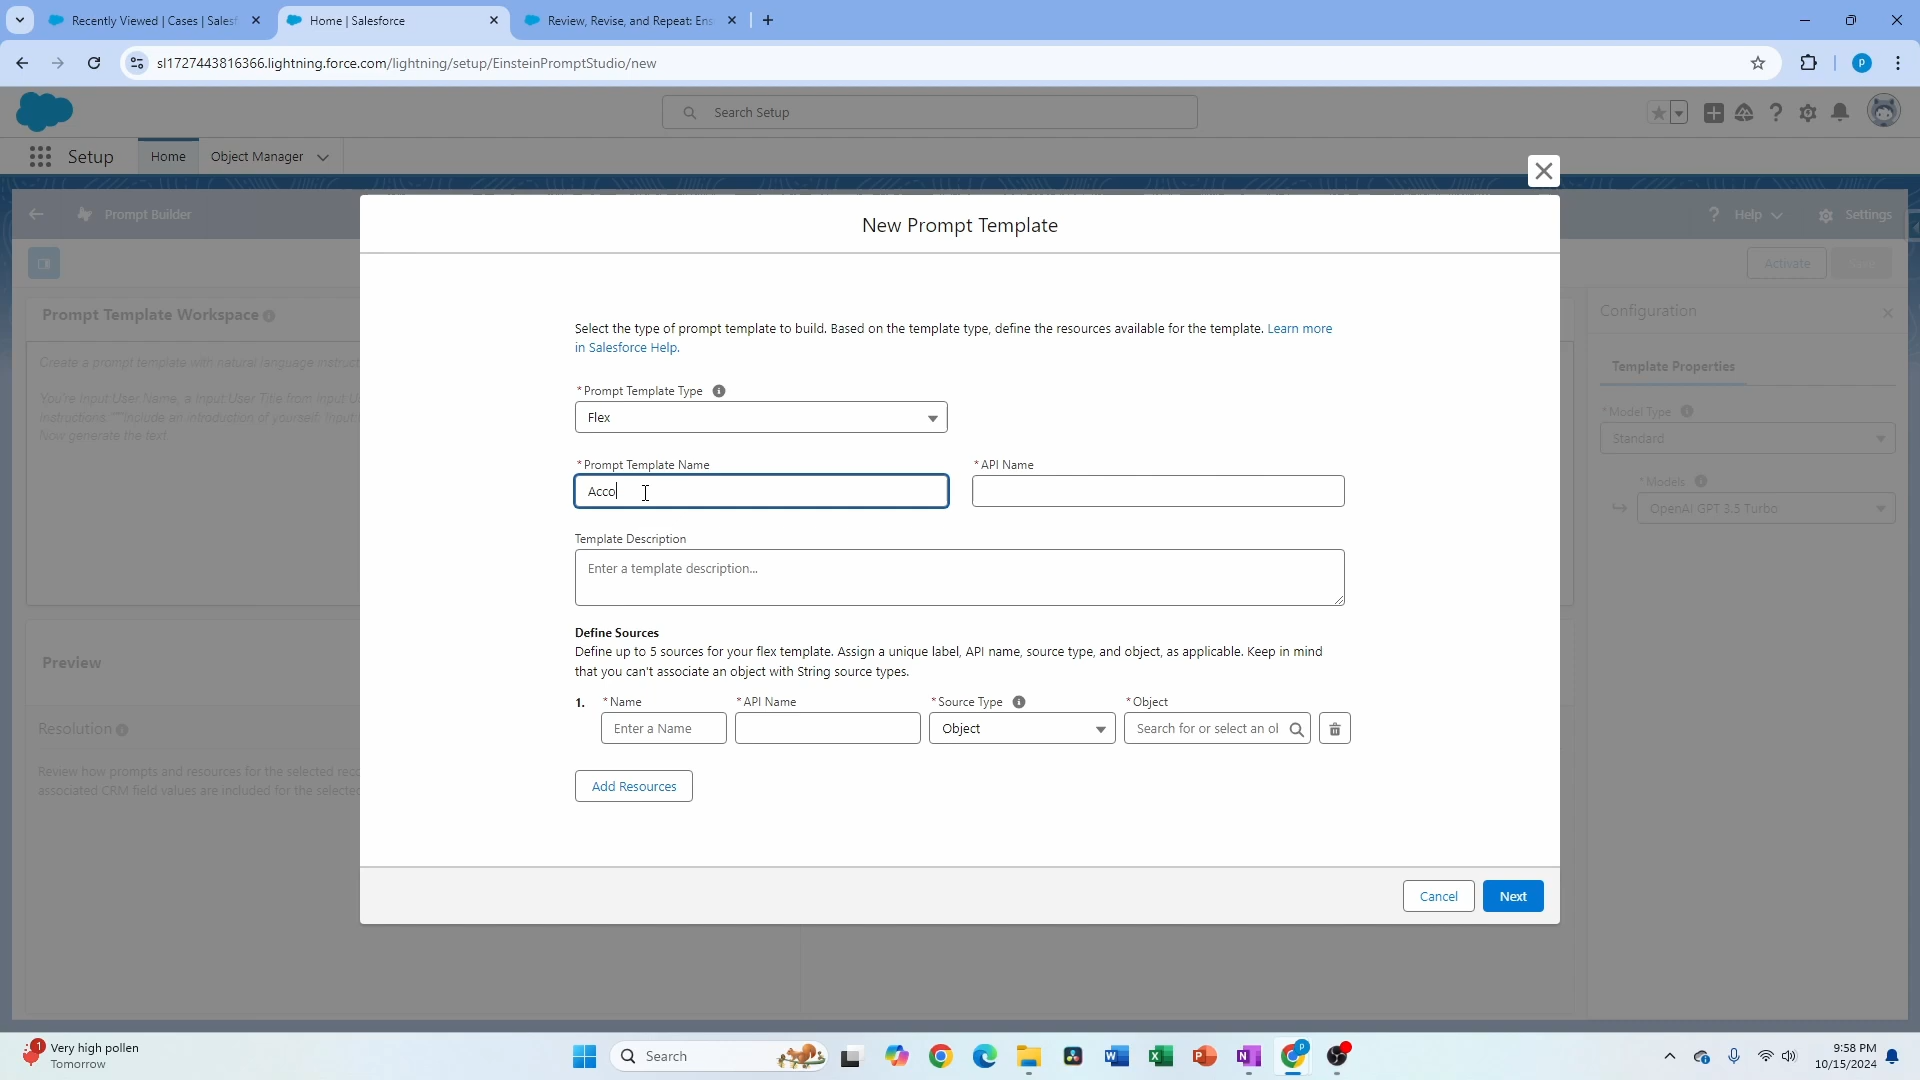 Recently Viewed | Cases | Salesf
Home | Salesforce
Review, Revise, and Repeat: Ens
sl1727443816366.lightning.force.com/lightning/setup/EinsteinPromptStudio/new
P
Search Setup
Setup
Home
Object Manager
Prompt Builder
Help
Settings
New Prompt Template
Activate
Prompt Template Workspace
Configuration
Create a prompt template with natural language instruct
Select the type of prompt template to build. Based on the template type, define the resources available for the template. Learn more
in Salesforce Help.
Template Properties
You're Input:User Name, a Input:User Title from Input:U
instructions."""Include an introduction of yourself: Input:
Now generate the text.
*Prompt Template Type
Flex
*Model Type
Standard
*Prompt Template Name
*API Name
Acco
*Models
OpenAI GPT 3.5 Turbo
Template Description
Enter a template description...
Define Sources
Define up to 5 sources for your flex template. Assign a unique label, API name, source type, and object, as applicable. Keep in mind
that you can't associate an object with String source types.
Preview
1. *Name *API Name *Source Type *Object
Enter a Name
Object
Search for or select an ol
Resolution
Review how prompts and resources for the selected reco
associated CRM field values are included for the selected
Add Resources
Cancel
Next
1
Very high pollen
Tomorrow
Search
P
9:58 PM
10/15/2024